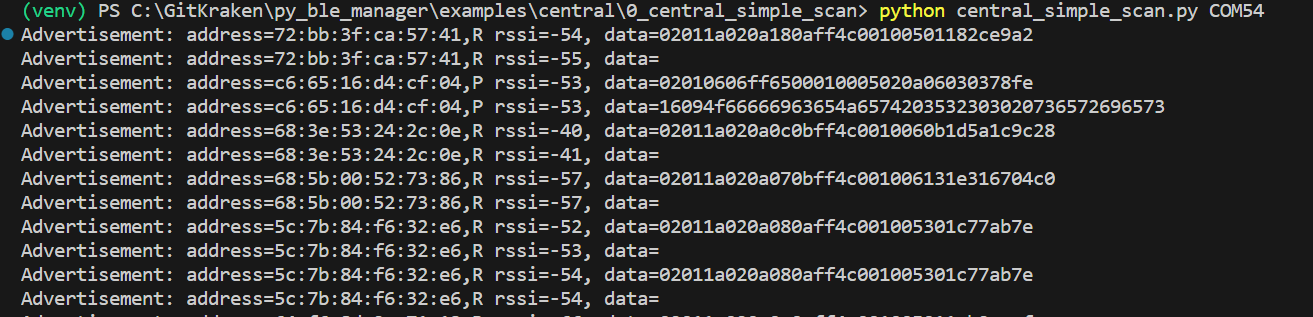 (venv) PS C:\GitKraken\py_ble_manager\examples\central\0_central_simple_scan> python central_simple_scan.py COM54
Advertisement: address=72:bb:3f:ca:57:41,R rssi=-54, data=02011a020a180aff4c00100501182ce9a2
Advertisement: address=72:bb:3f:ca:57:41,R rssi=-55, data=
Advertisement: address=c6:65:16:d4:cf:04,P rssi=-53, data=02010606ff6500010005020a06030378fe
Advertisement: address=c6:65:16:d4:cf:04,P rssi=-53, data=16094f66666963654a65742035323030207365726965​73
Advertisement: address=68:3e:53:24:2c:0e,R rssi=-40, data=02011a020a0c0bff4c0010060b1d5a1c9c28
Advertisement: address=68:3e:53:24:2c:0e,R rssi=-41, data=
Advertisement: address=68:5b:00:52:73:86,R rssi=-57, data=02011a020a070bff4c001006131e316704c0
Advertisement: address=68:5b:00:52:73:86,R rssi=-57, data=
Advertisement: address=5c:7b:84:f6:32:e6,R rssi=-52, data=02011a020a080aff4c001005301c77ab7e
Advertisement: address=5c:7b:84:f6:32:e6,R rssi=-53, data=
Advertisement: address=5c:7b:84:f6:32:e6,R rssi=-54, data=02011a020a080aff4c001005301c77ab7e
Advertisement: address=5c:7b:84:f6:32:e6,R rssi=-54, data=